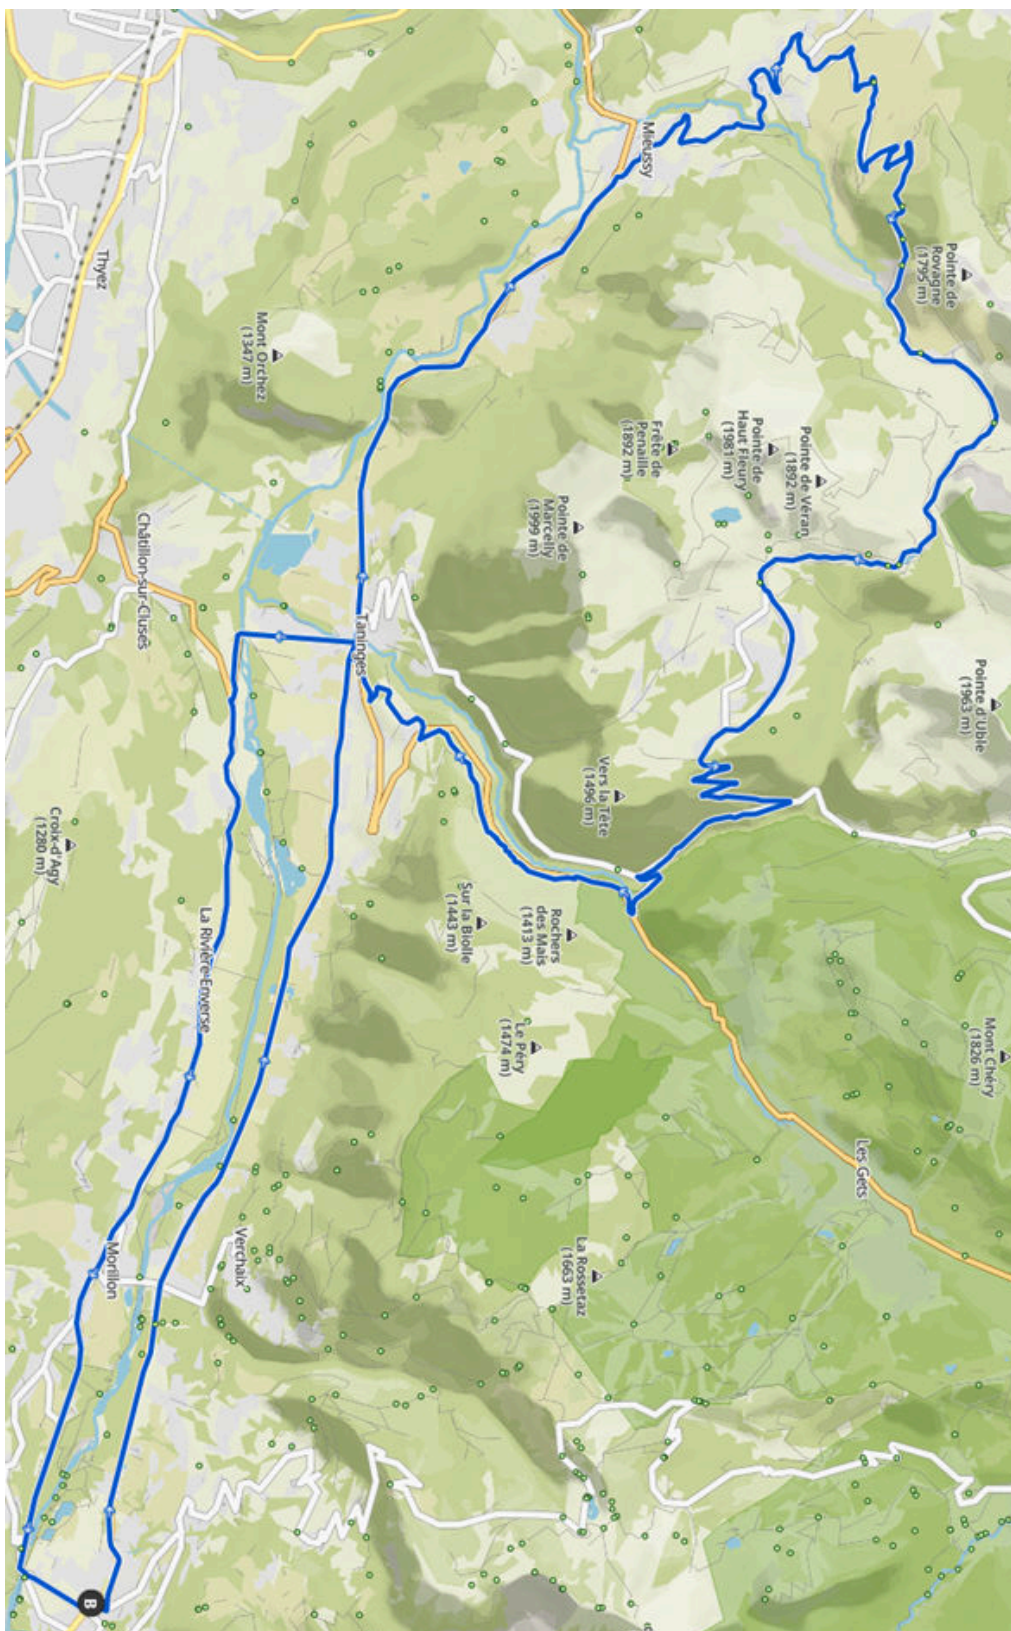 Mieussy
Pointe de
Rovagne
(1795 m)
Thyez
Mont Orchez
(1347 m)
Pointe de Véran
(1892 m)
Pointe de
Haut Fleury
(1981 m)
Frête de
Penaille
(1892 m)
Pointe de
Marcelly
(1999 m)
Châtillon-sur-Cluses
Taninges
Pointe d'Uble
(1963 m)
Vers la Tête
(1496 m)
Croix-d'Agy
(1280 m)
La Rivière-Enverse
Sur la Biolle
(1443 m)
Rochers
des Mais
(1413 m)
Le Péry
(1474 m)
Mont Chéry
(1826 m)
Les Gets
Morillon
Verchaix
La Rossetaz
(1663 m)
B